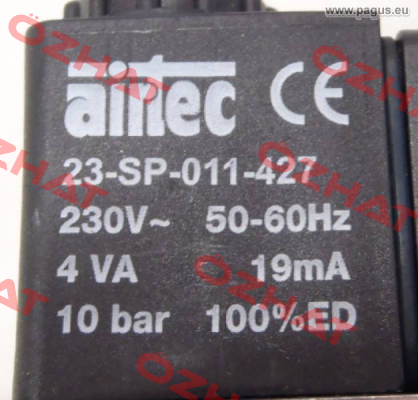 www.pagus.eu
airtec CE
23-SP-011-427
230V~ 50-60Hz
4 VA 19mA
10 bar 100%ED
OZHAT
OZHAT
OZHAT
OZHAT
OZHAT